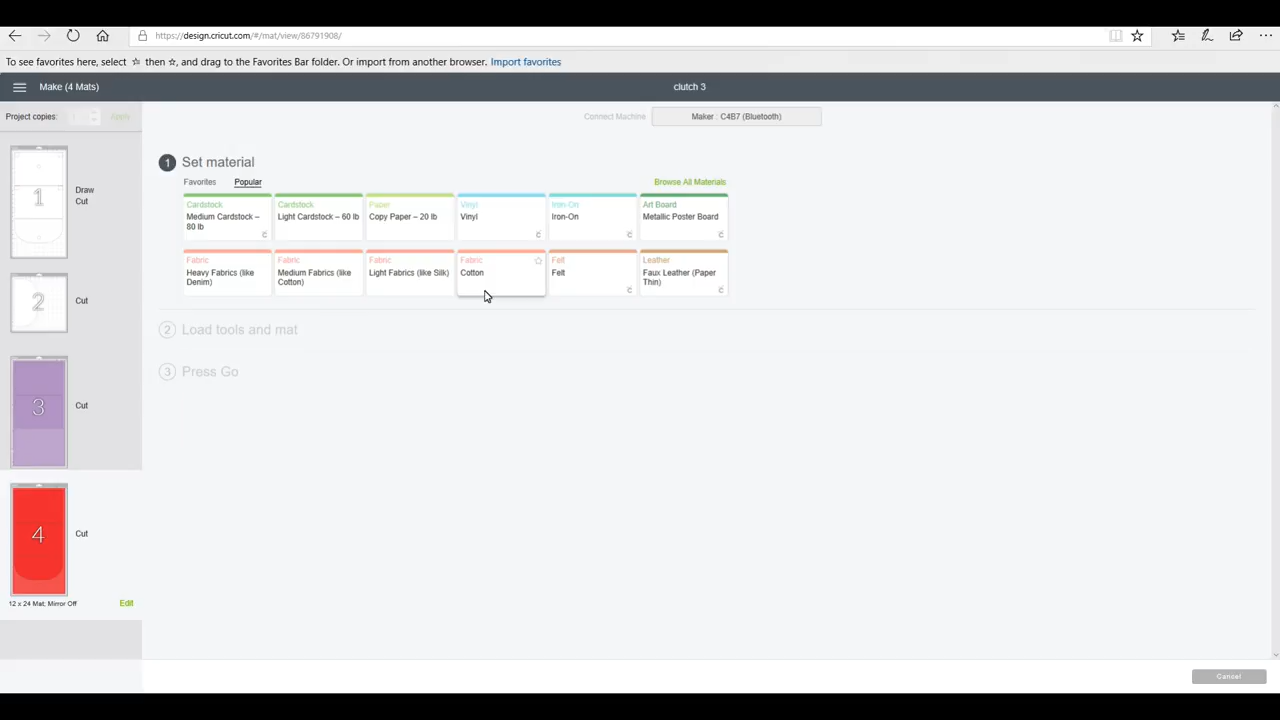 https://design.cricut.com/#/mat/view/86791908/
To see favorites here, select ☆ then ☆, and drag to the Favorites Bar folder. Or import from another browser. Import favorites
Make (4 Mats)
clutch 3
Project copies: 1 Apply
Connect Machine
Maker : C4B7 (Bluetooth)
1 Set material
Favorites Popular
Browse All Materials
Cardstock
Medium Cardstock – 80 lb
Cardstock
Light Cardstock – 60 lb
Paper
Copy Paper – 20 lb
Vinyl
Vinyl
Iron-On
Iron-On
Art Board
Metallic Poster Board
Fabric
Heavy Fabrics (like Denim)
Fabric
Medium Fabrics (like Cotton)
Fabric
Light Fabrics (like Silk)
Fabric
Cotton
Felt
Felt
Leather
Faux Leather (Paper Thin)
2 Load tools and mat
3 Press Go
1
Draw
Cut
2
Cut
3
Cut
4
Cut
12 x 24 Mat; Mirror Off
Edit
Cancel